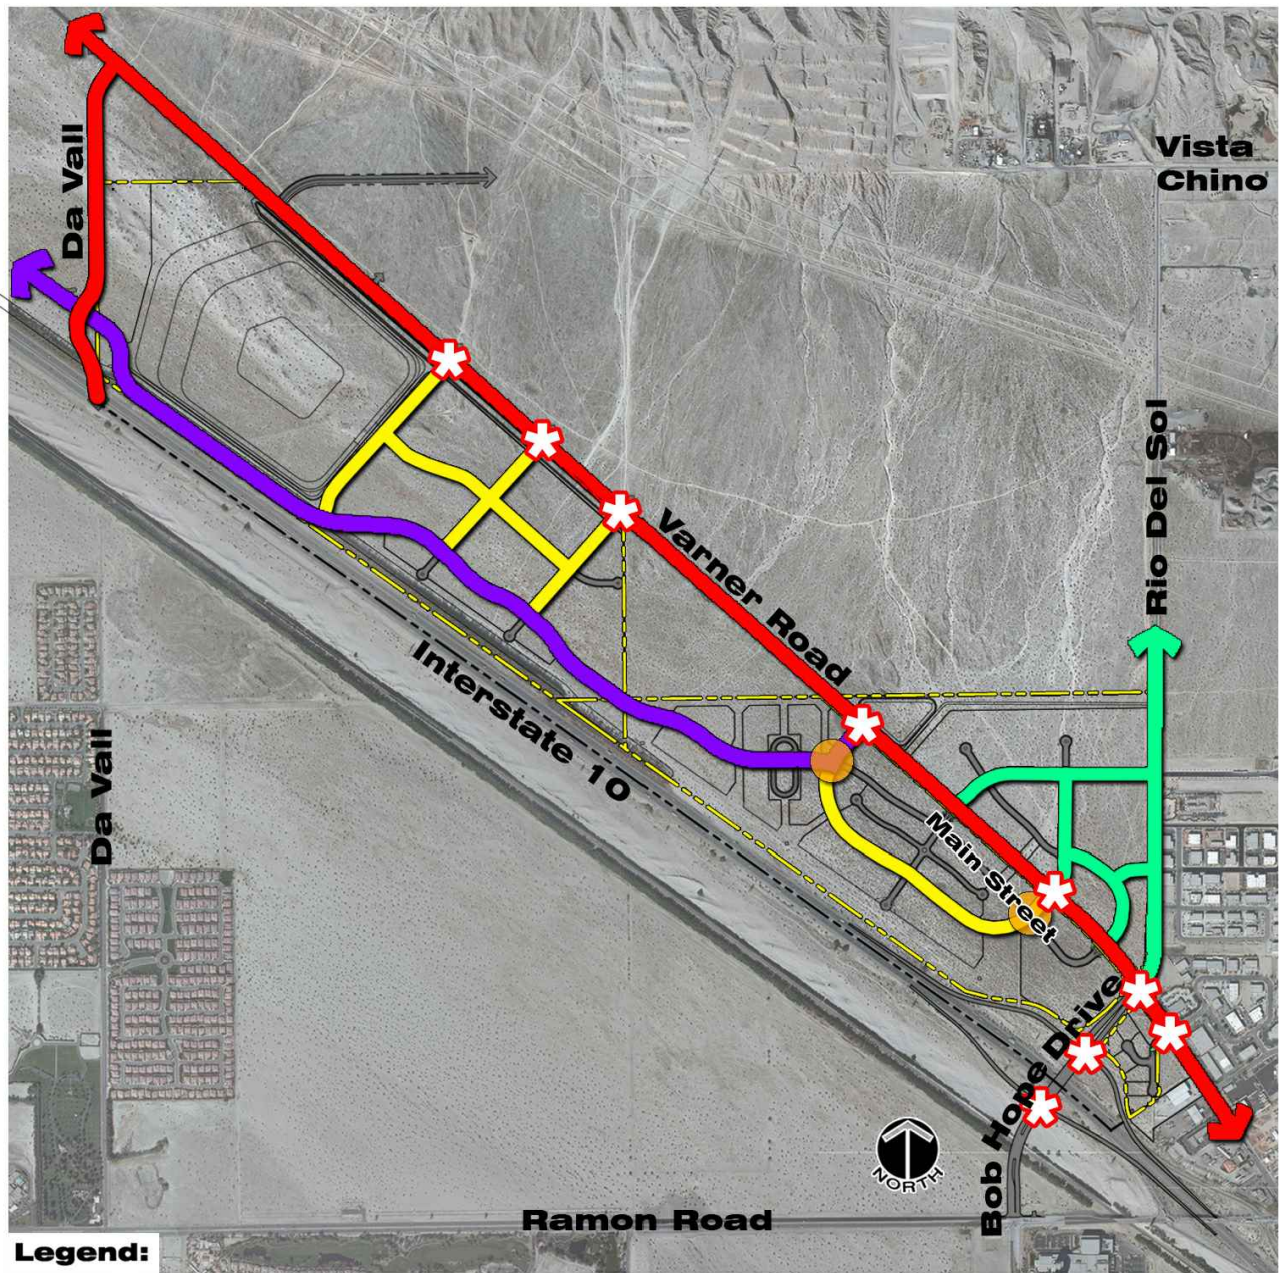 Vista
Chino
Da Vall
Rio Del Sol
Varner Road
Interstate 10
Da Vall
Main Street
Bob Hope Drive
NORTH
Ramon Road
Legend: